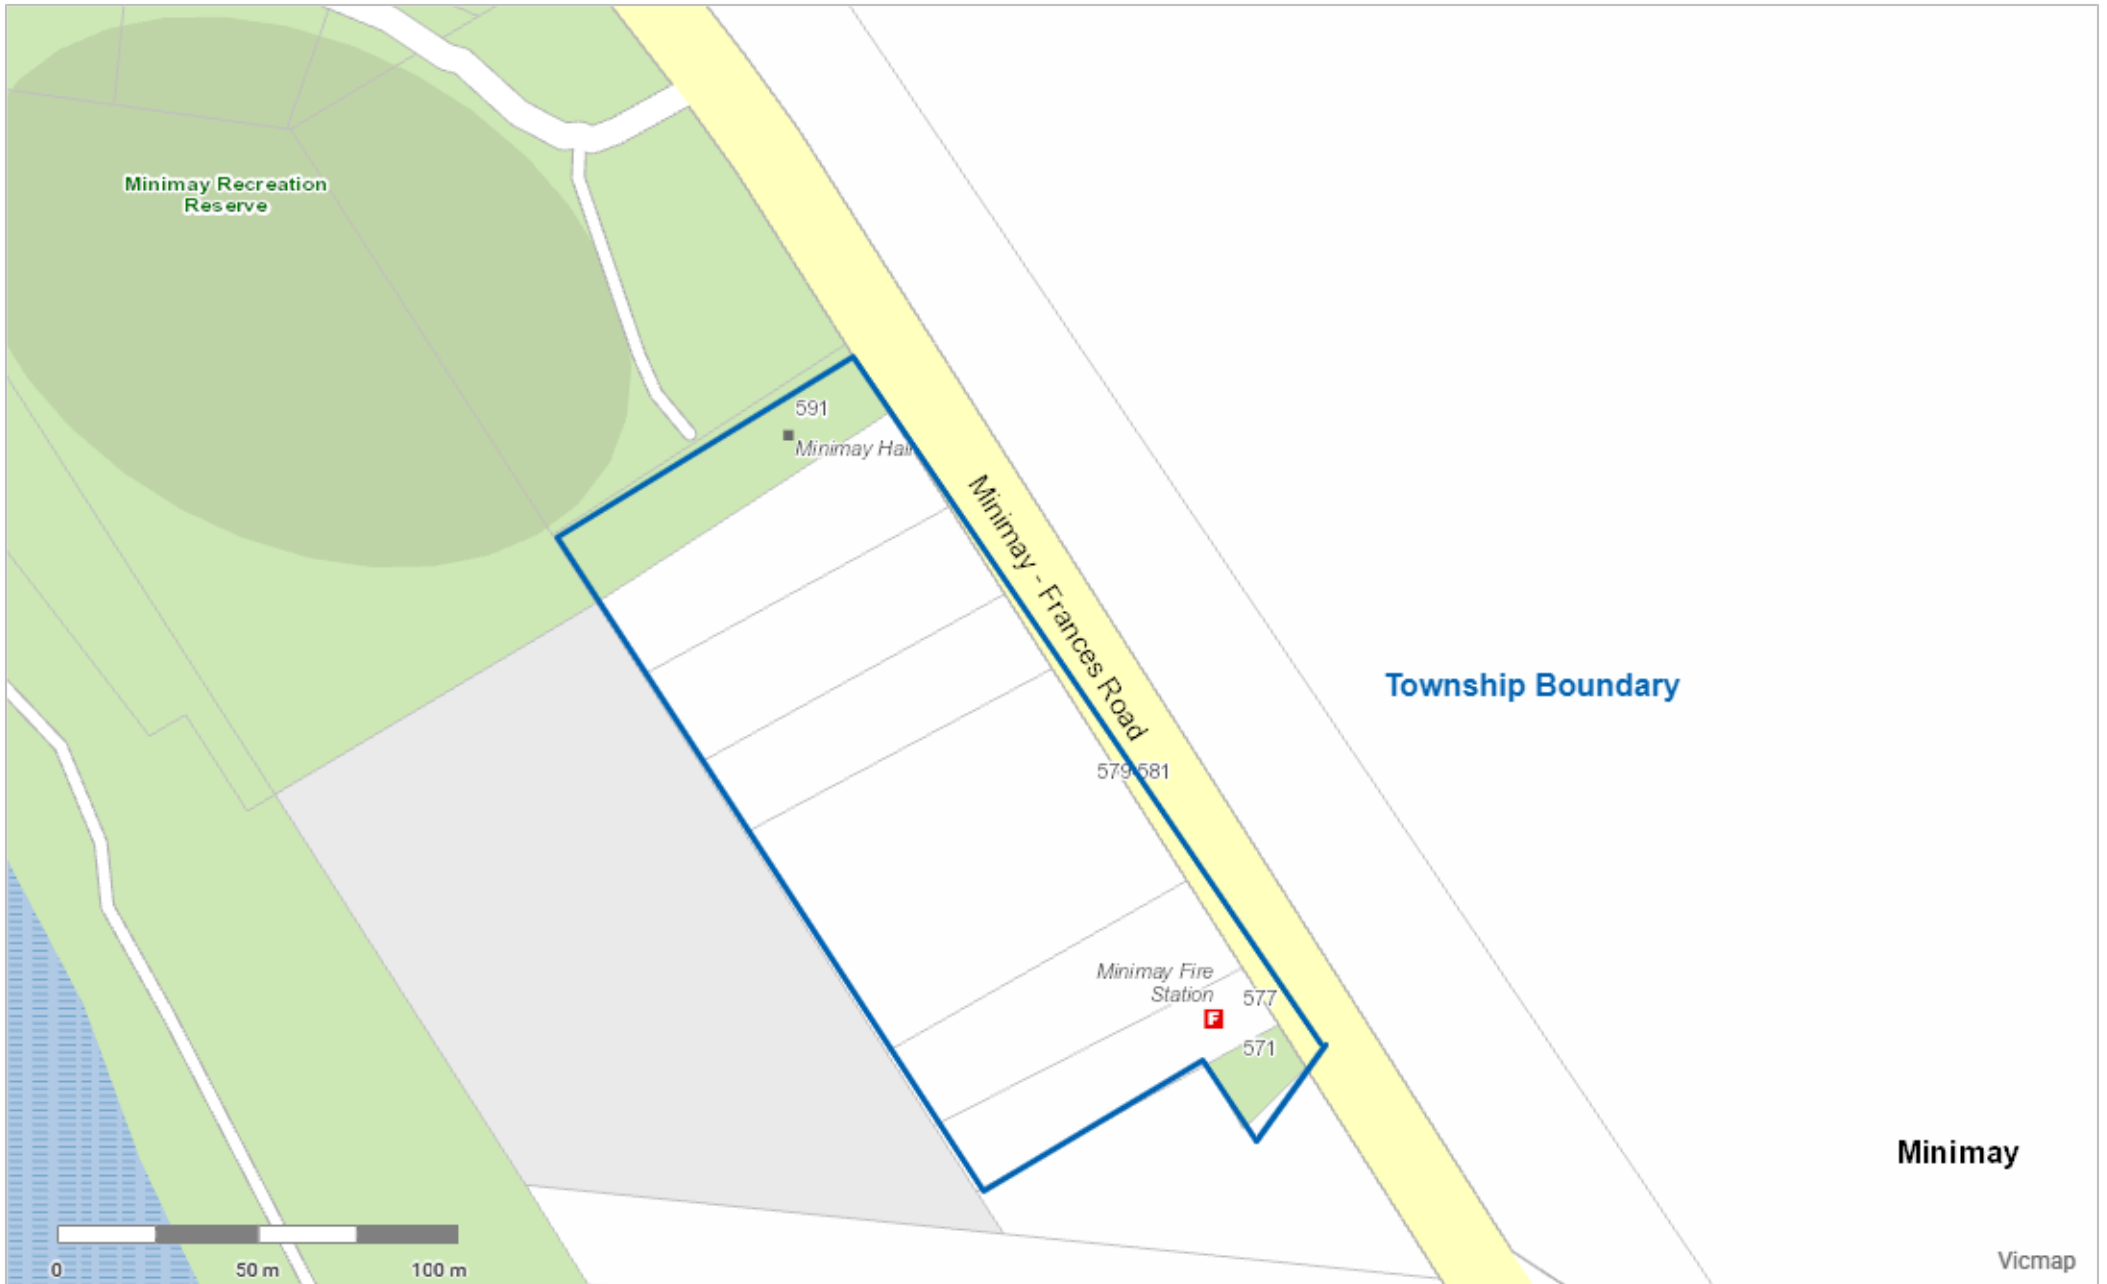 Minimay Recreation
Reserve
591
Minimay Hall
Minimay - Frances Road
Township Boundary
579-581
Minimay Fire
Station
577
F
571
Minimay
0
50 m
100 m
Vicmap